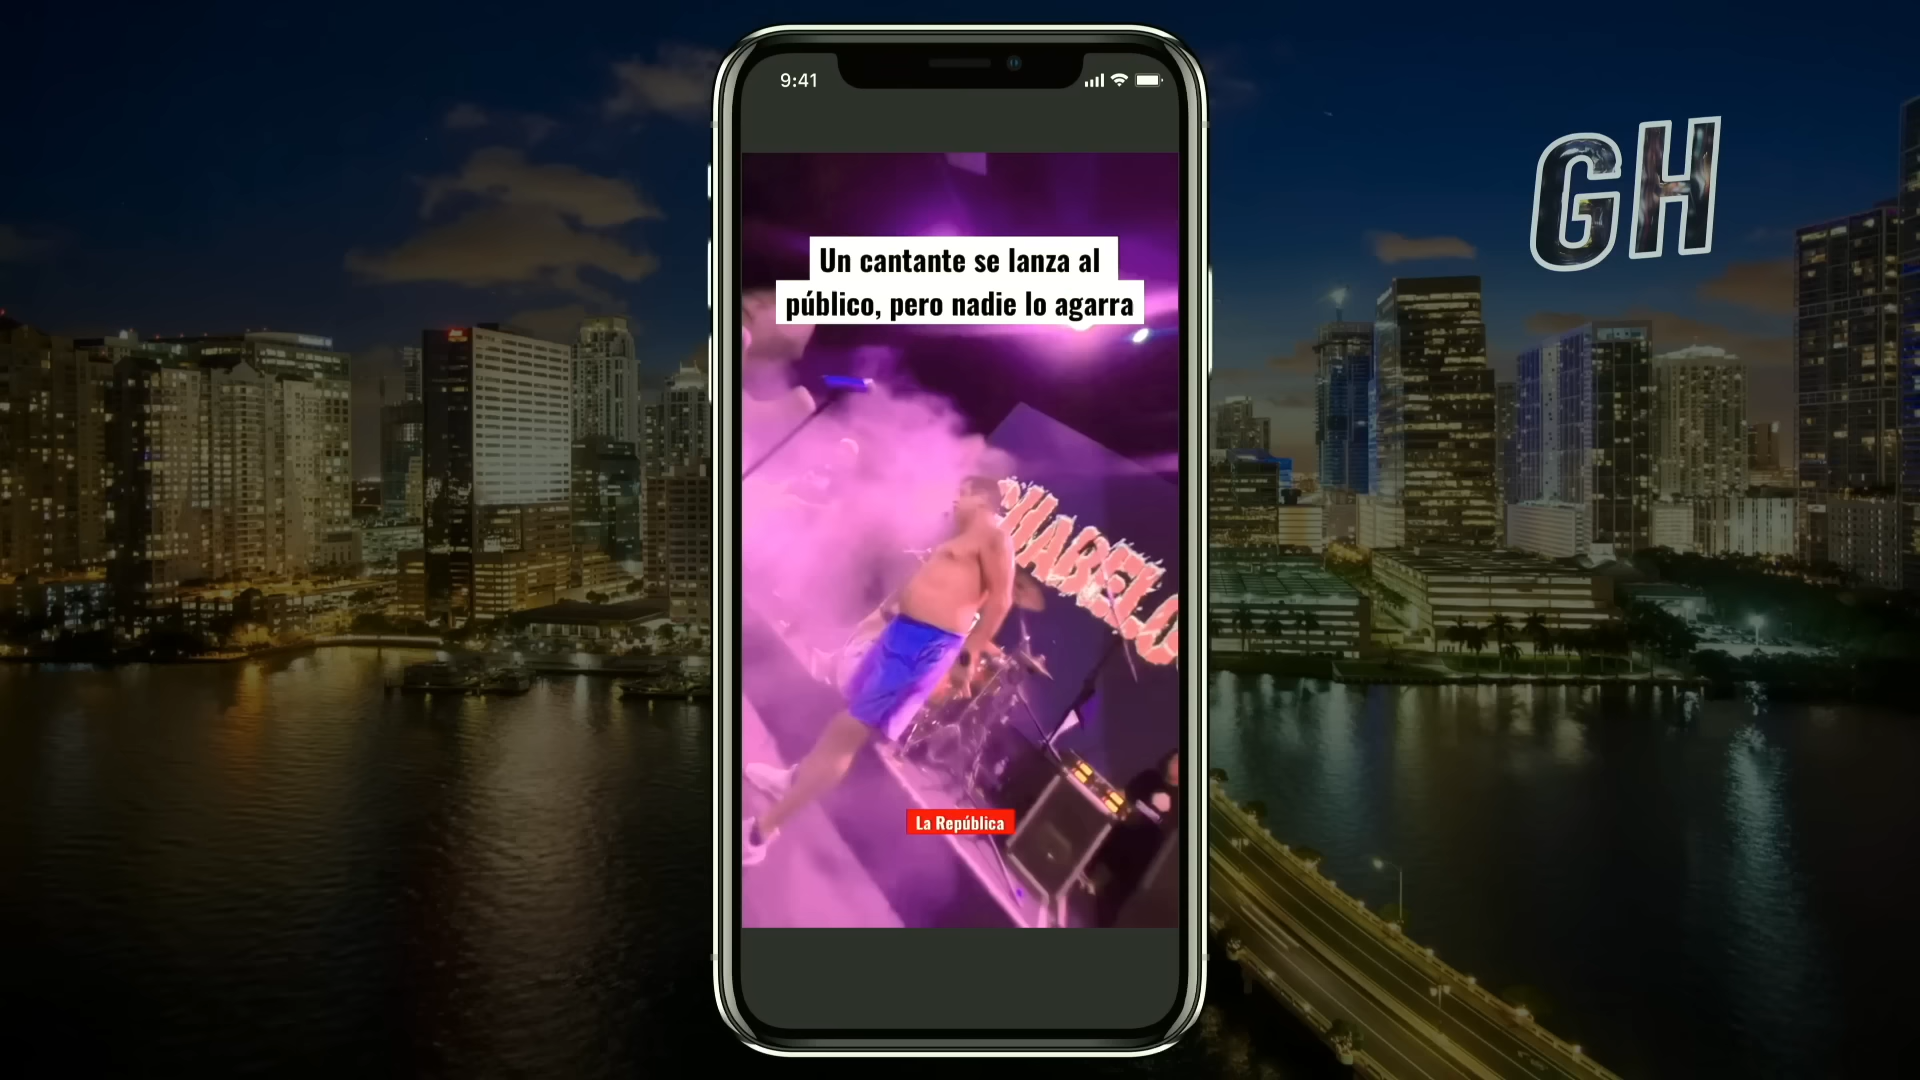 9:41
GH
Un cantante se lanza al
público, pero nadie lo agarra
La República